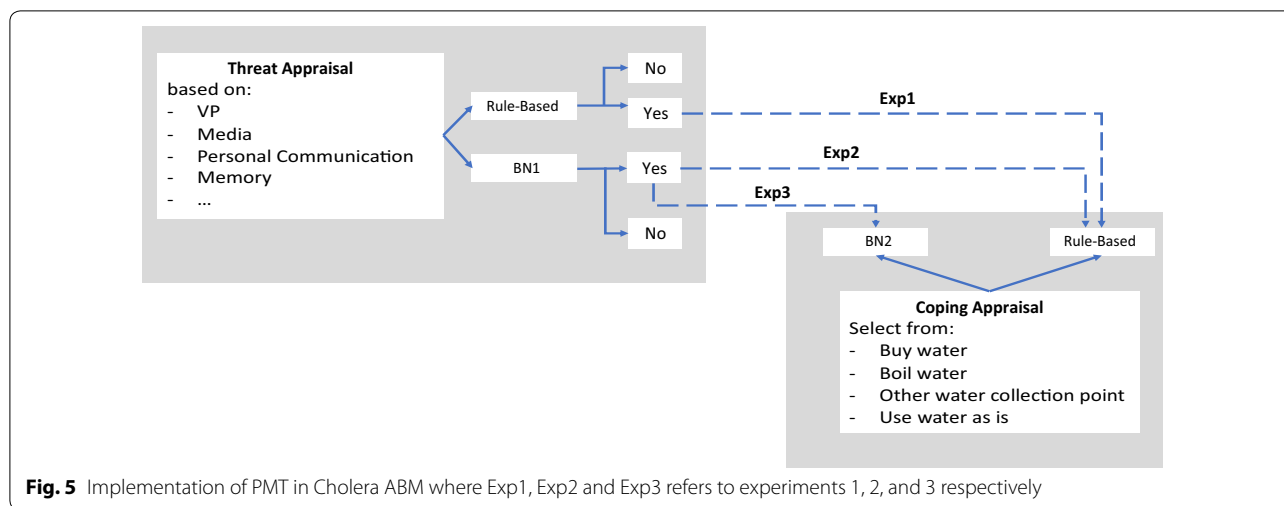 Threat Appraisal
based on:
- VP
- Media
- Personal Communication
- Memory
- ...
Rule-Based
BN1
No
Yes
Yes
No
Exp1
Exp2
Exp3
BN2
Rule-Based
Coping Appraisal
Select from:
- Buy water
- Boil water
- Other water collection point
- Use water as is
Fig. 5 Implementation of PMT in Cholera ABM where Exp1, Exp2 and Exp3 refers to experiments 1, 2, and 3 respectively